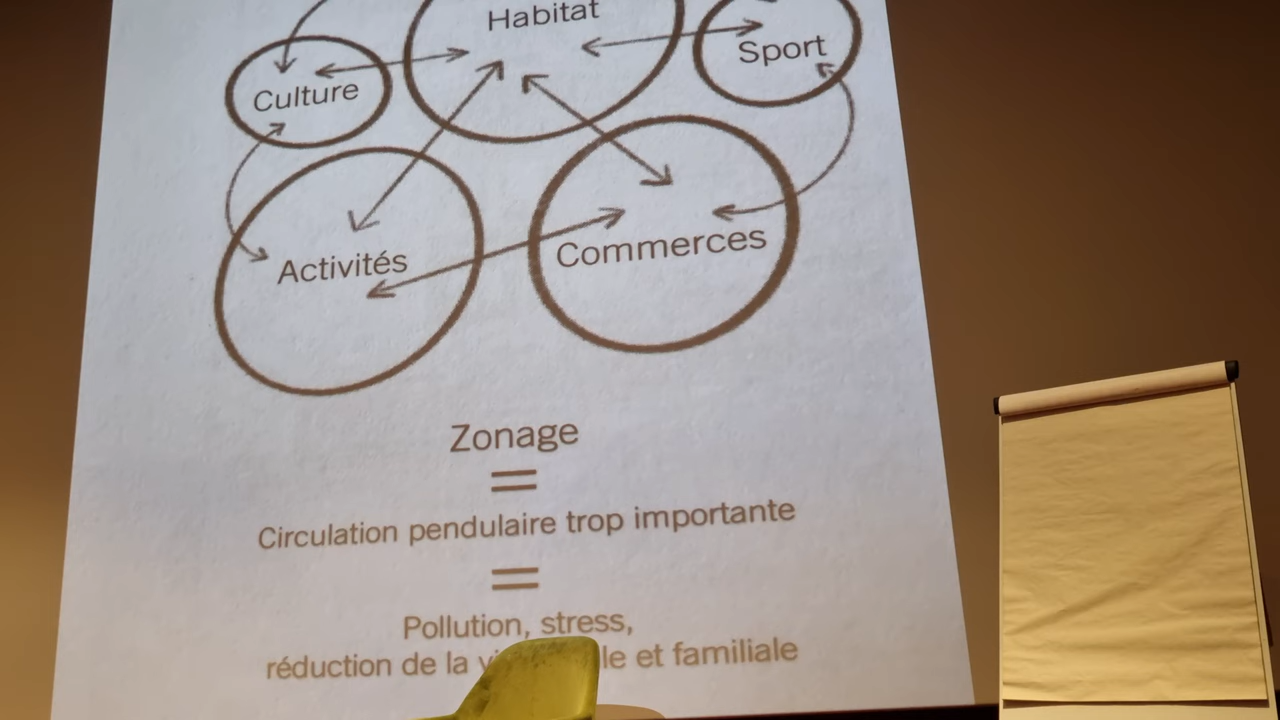 Habitat
Sport
Culture
Activités
Commerces
Zonage
=
Circulation pendulaire trop importante
=
Pollution, stress,
réduction de la et familiale